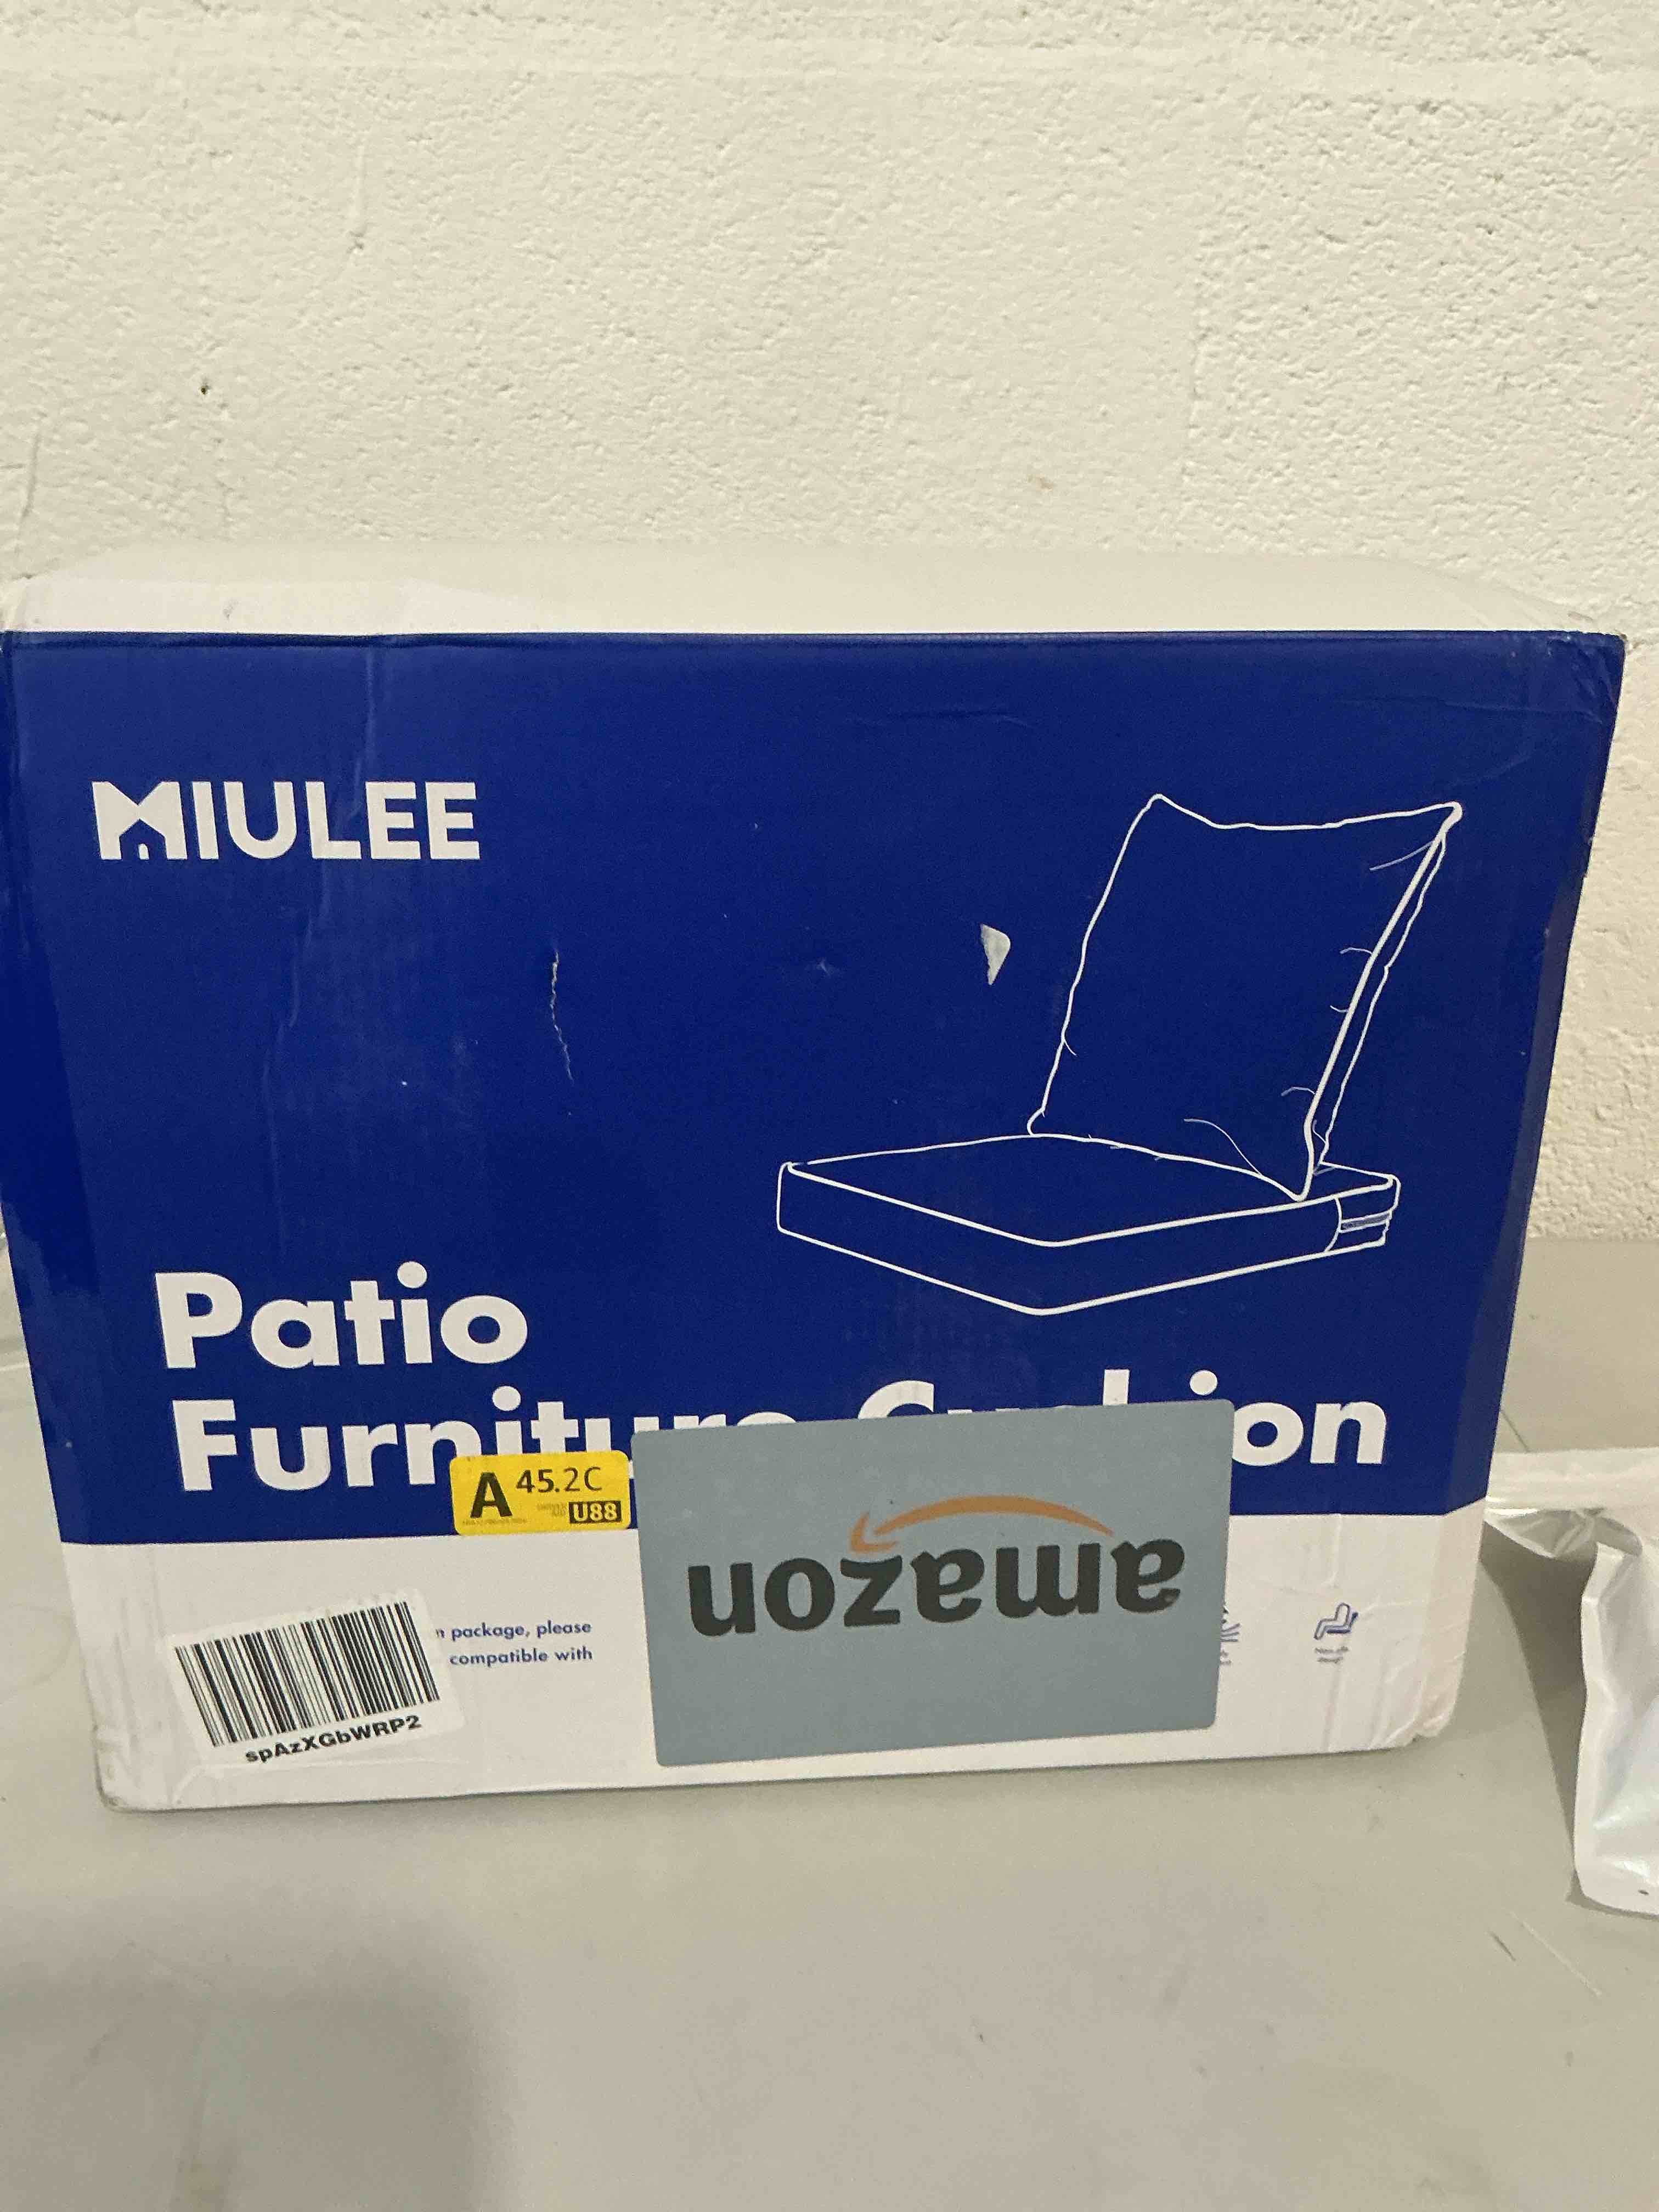 MIULEE
Patio
Furniture Cushion
A 45.2C
U88
package, please
compatible with
spAzXGbWRP2
amazon